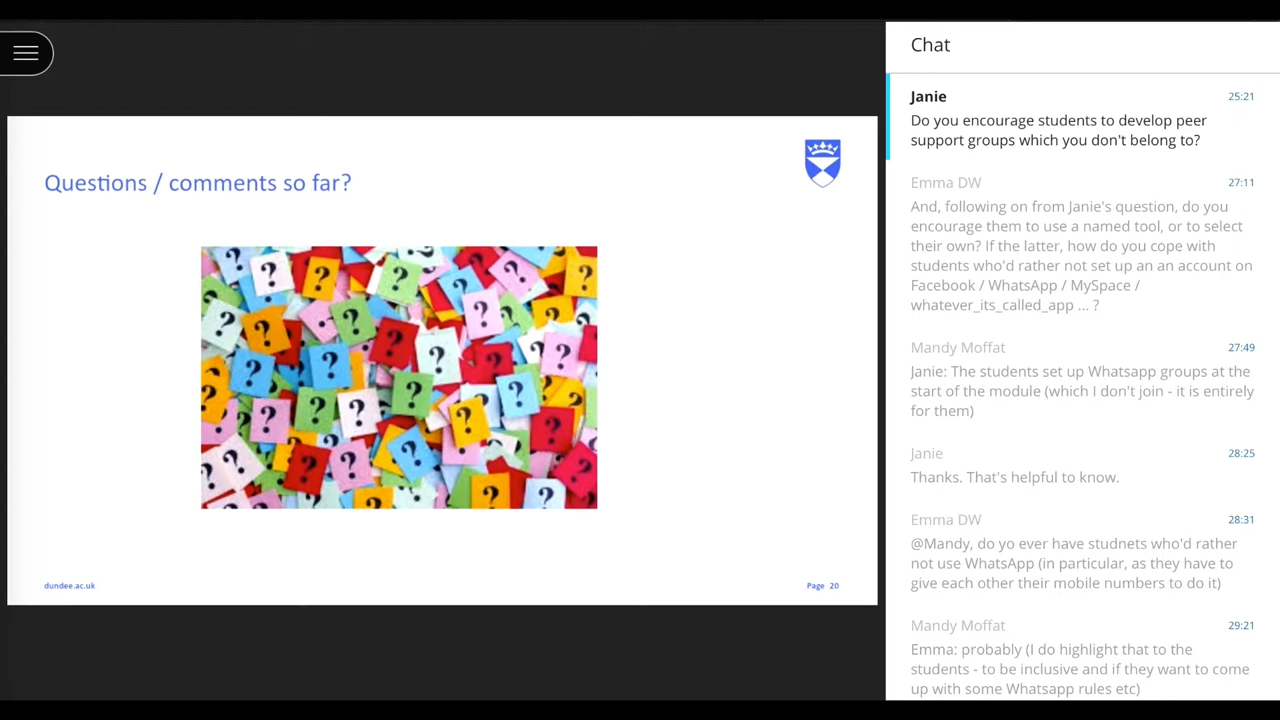 Questions / comments so far?
dundee.ac.uk
Page 20
Chat
Janie 25:21
Do you encourage students to develop peer
support groups which you don't belong to?
Emma DW 27:11
And, following on from Janie's question, do you
encourage them to use a named tool, or to select
their own? If the latter, how do you cope with
students who'd rather not set up an an account on
Facebook / WhatsApp / MySpace /
whatever_its_called_app ... ?
Mandy Moffat 27:49
Janie: The students set up Whatsapp groups at the
start of the module (which I don't join - it is entirely
for them)
Janie 28:25
Thanks. That's helpful to know.
Emma DW 28:31
@Mandy, do yo ever have studnets who'd rather
not use WhatsApp (in particular, as they have to
give each other their mobile numbers to do it)
Mandy Moffat 29:21
Emma: probably (I do highlight that to the
students - to be inclusive and if they want to come
up with some Whatsapp rules etc)